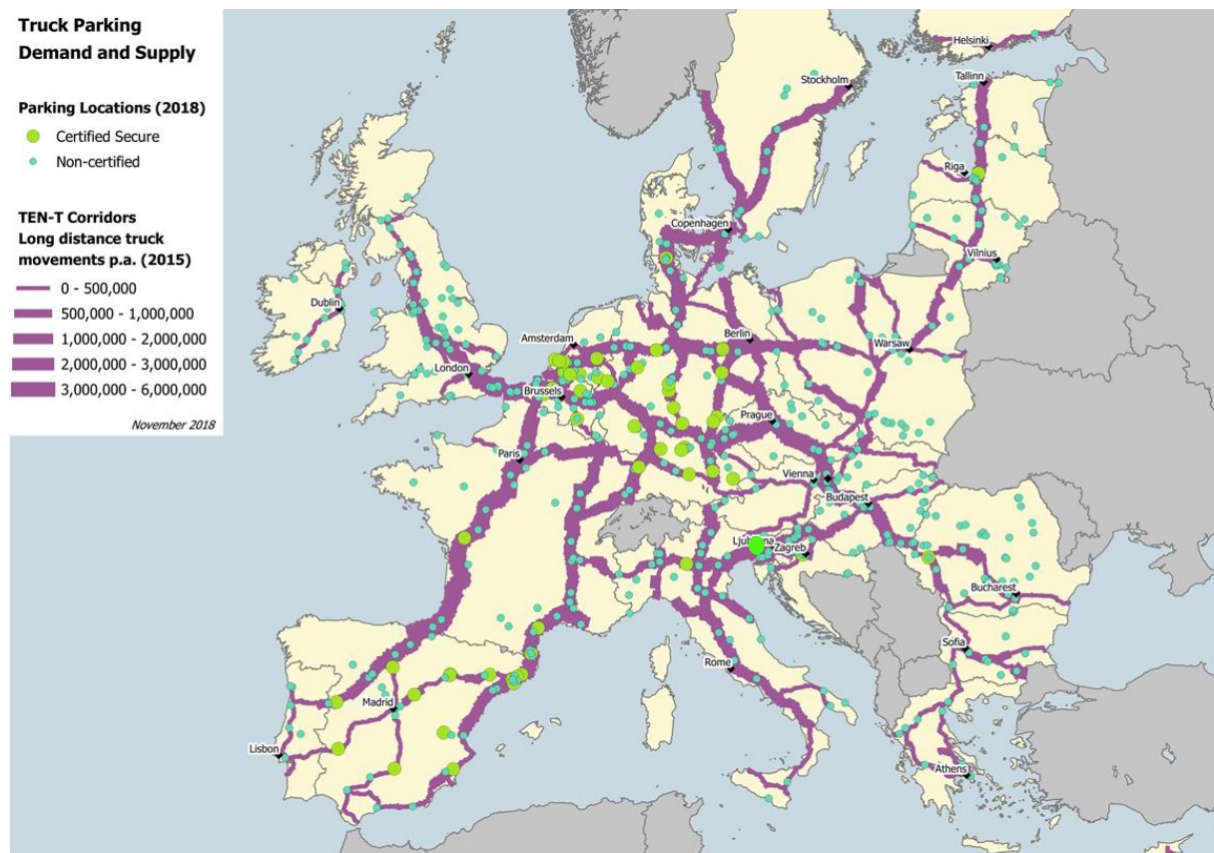 Truck Parking
Demand and Supply
Parking Locations (2018)
Certified Secure
Non-certified
TEN-T Corridors
Long distance truck
movements p.a. (2015)
0 - 500,000
500,000 - 1,000,000
1,000,000 - 2,000,000
2,000,000 - 3,000,000
3,000,000 - 6,000,000
November 2018
Helsinki
Stockholm
Tallinn
Riga
Copenhagen
Vilnius
Dublin
Amsterdam
Berlin
Warsaw
London
Brussels
Prague
Paris
Vienna
Budapest
Zagreb
Bucharest
Sofia
Rome
Madrid
Lisbon
Athens